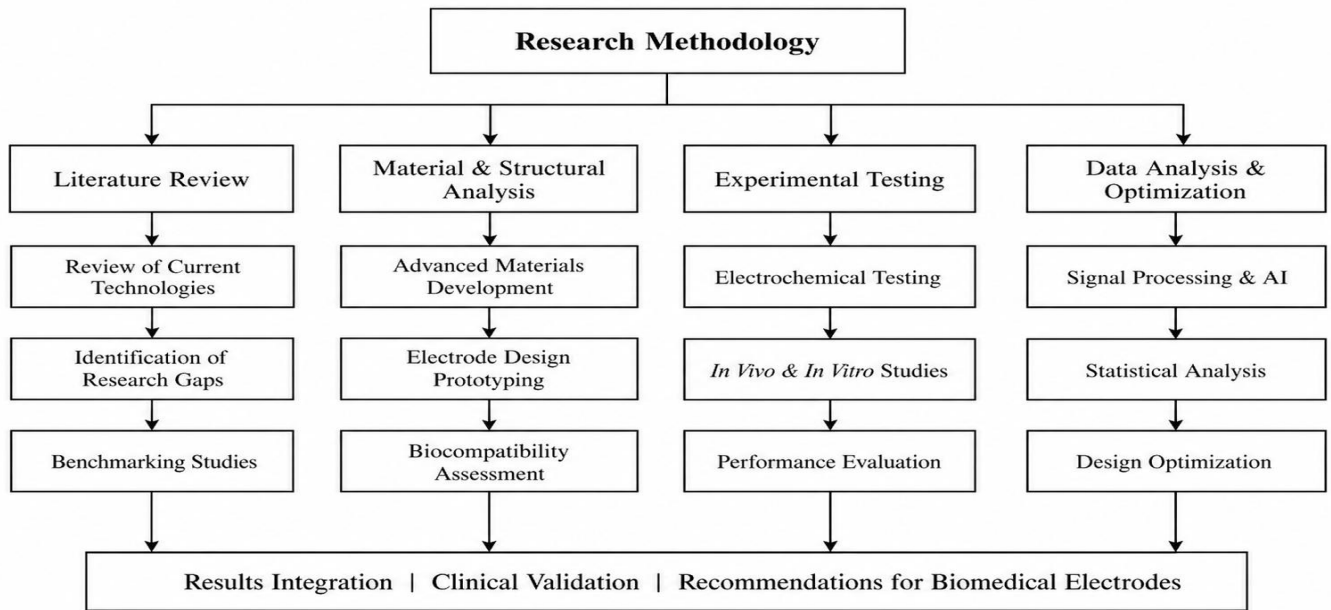 Research Methodology
Literature Review
Material & Structural
Analysis
Experimental Testing
Data Analysis &
Optimization
Review of Current
Technologies
Advanced Materials
Development
Electrochemical Testing
Signal Processing & AI
Identification of
Research Gaps
Electrode Design
Prototyping
In Vivo & In Vitro Studies
Statistical Analysis
Benchmarking Studies
Biocompatibility
Assessment
Performance Evaluation
Design Optimization
Results Integration | Clinical Validation | Recommendations for Biomedical Electrodes